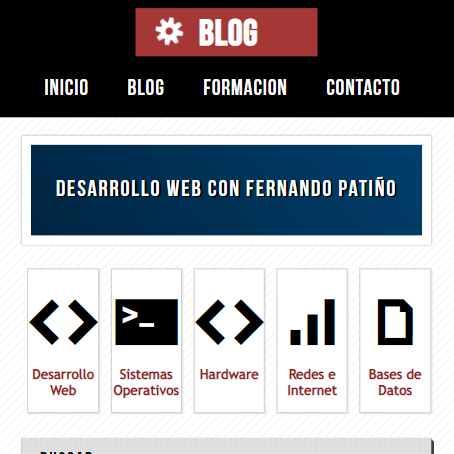 BLOG
INICIO BLOG FORMACION CONTACTO
DESARROLLO WEB CON FERNANDO PATIÑO
>_
Desarrollo Web
Sistemas Operativos
Hardware
Redes e Internet
Bases de Datos
BUSCAR